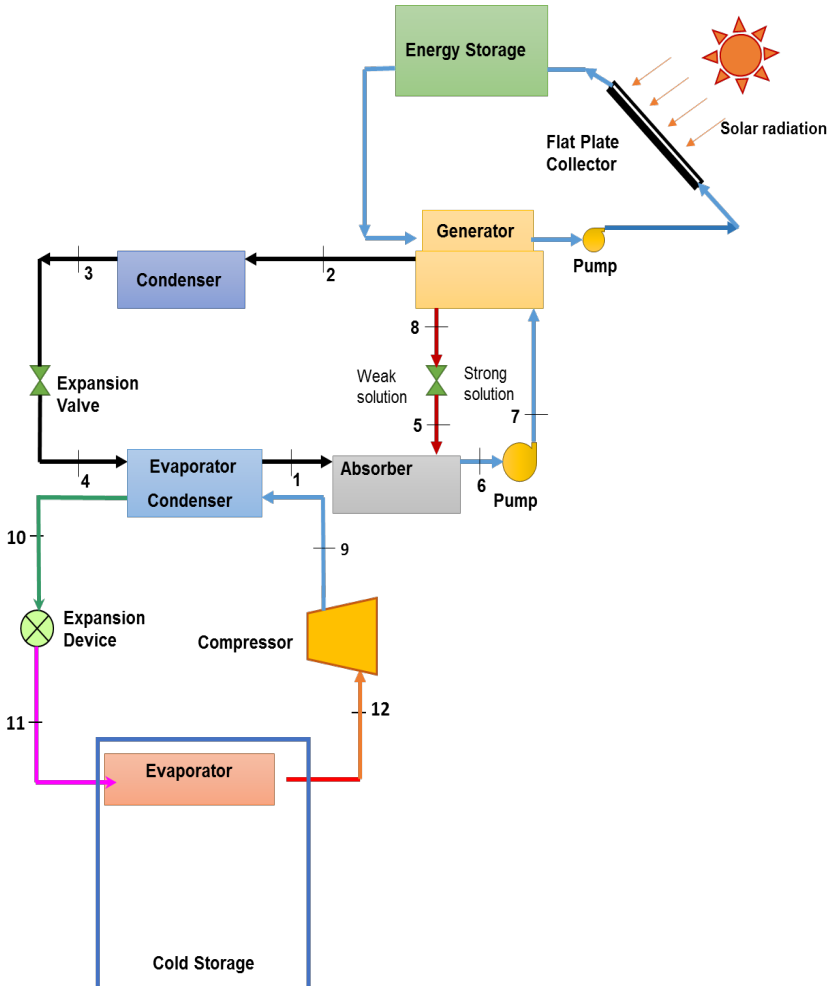 Energy Storage
Solar radiation
Flat Plate
Collector
Generator
Pump
Condenser
3
2
8
Expansion
Valve
Weak
solution
Strong
solution
7
5
Evaporator
Condenser
4
1
Absorber
6
Pump
10
9
Expansion
Device
Compressor
11
12
Evaporator
Cold Storage